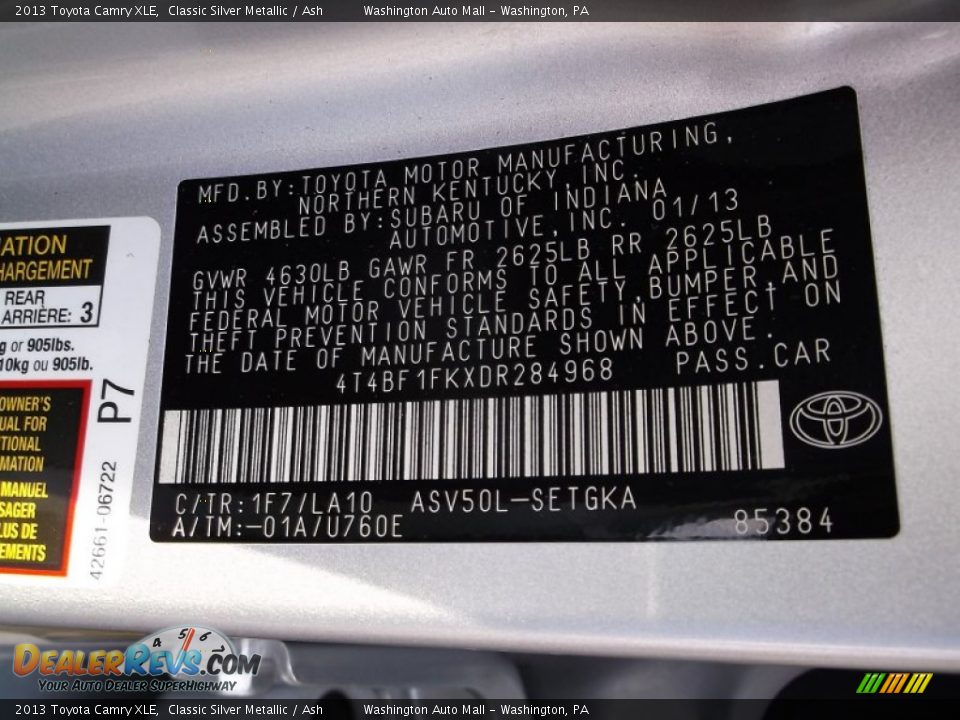 2013 Toyota Camry XLE, Classic Silver Metallic / Ash Washington Auto Mall - Washington, PA
MFD.BY:TOYOTA MOTOR MANUFACTURING,
NORTHERN KENTUCKY,INC.
ASSEMBLED BY:SUBARU OF INDIANA
AUTOMOTIVE,INC. 01/13
GVWR 4630LB GAWR FR 2625LB RR 2625LB
THIS VEHICLE CONFORMS TO ALL APPLICABLE
FEDERAL MOTOR VEHICLE SAFETY,BUMPER,AND
THEFT PREVENTION STANDARDS IN EFFECT ON
THE DATE OF MANUFACTURE SHOWN ABOVE.
4T4BF1FKXDR284968 PASS.CAR
C/TR:1F7/LA10 ASV50L-SETGKA
A/TM:-01A/U760E 85384
ATION
HARGEMENT
REAR
ARRIÈRE: 3
g or 905lbs.
10kg ou 905lb.
OWNER'S
UAL FOR
TIONAL
MATION
MANUEL
SAGER
LUS DE
EMENTS
P7
42661-06722
4 5 6
DEALERREVS.COM
YOUR AUTO DEALER SUPERHIGHWAY
2013 Toyota Camry XLE, Classic Silver Metallic / Ash Washington Auto Mall - Washington, PA